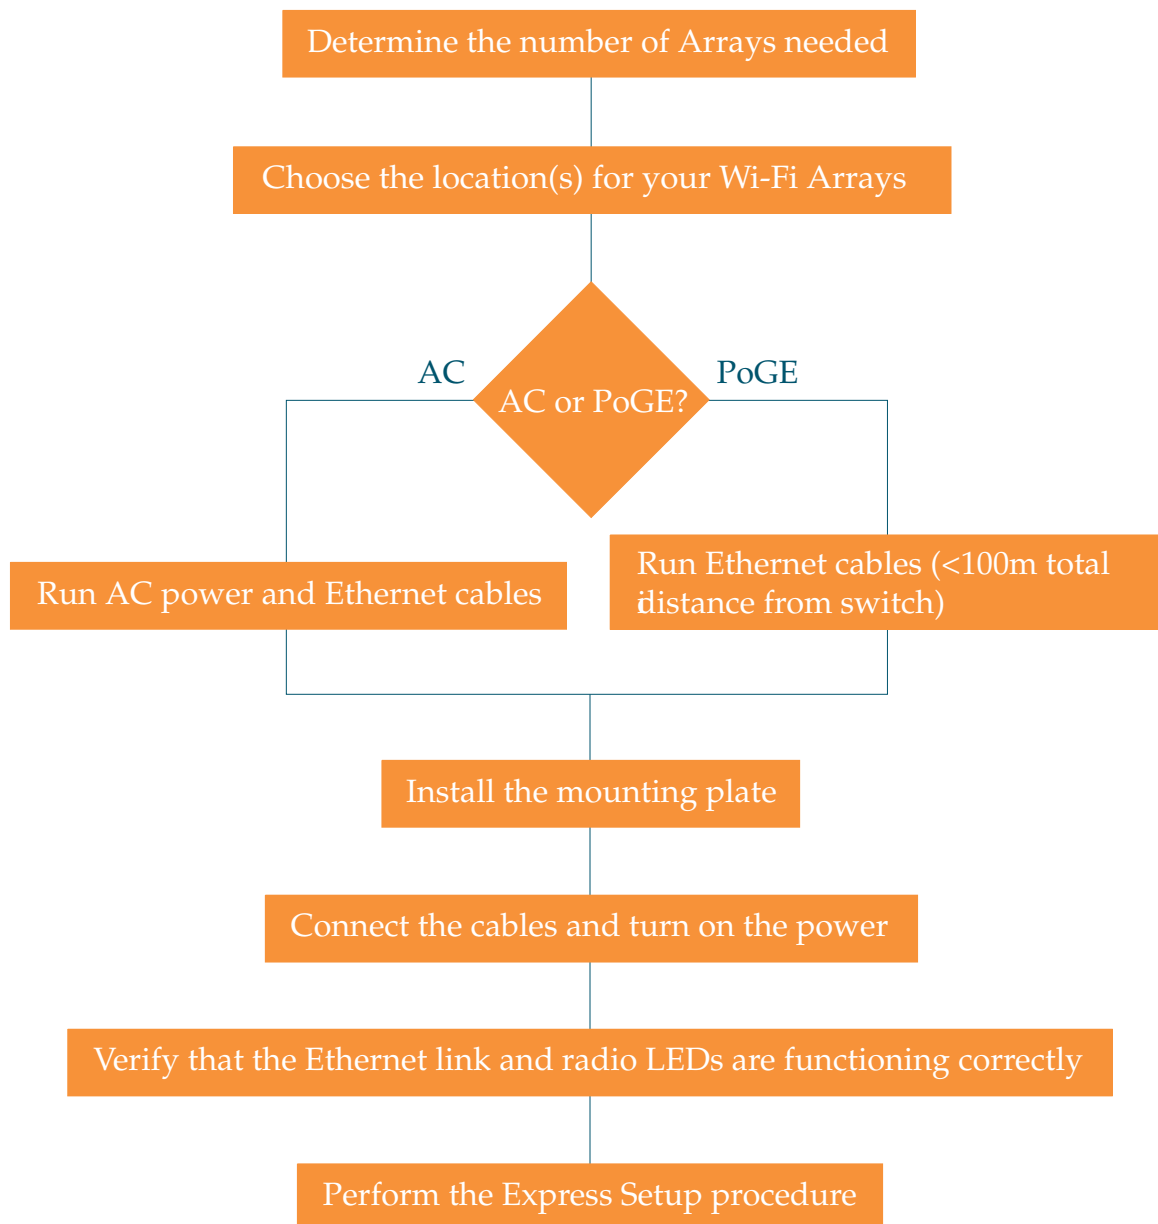 Determine the number of Arrays needed
Choose the location(s) for your Wi-Fi Arrays
AC
PoGE
AC or PoGE?
Run Ethernet cables (<100m total
distance from switch)
Run AC power and Ethernet cables
Install the mounting plate
Connect the cables and turn on the power
Verify that the Ethernet link and radio LEDs are functioning correctly
Perform the Express Setup procedure